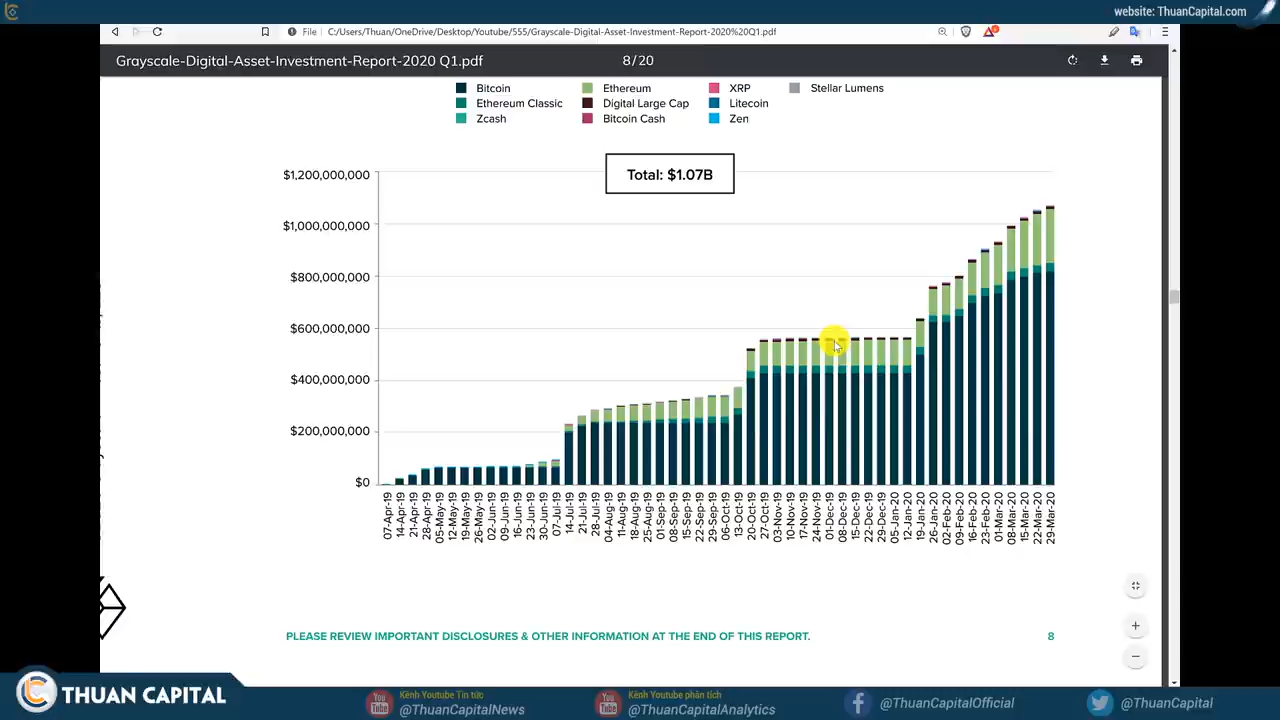 website: ThuanCapital.com
File C:/Users/Thuan/OneDrive/Desktop/Youtube/555/Grayscale-Digital-Asset-Investment-Report-2020%20Q1.pdf
Grayscale-Digital-Asset-Investment-Report-2020 Q1.pdf 8/20
Bitcoin Ethereum XRP Stellar Lumens
Ethereum Classic Digital Large Cap Litecoin
Zcash Bitcoin Cash Zen
Total: $1.07B
$1,200,000,000
$1,000,000,000
$800,000,000
$600,000,000
$400,000,000
$200,000,000
$0
07-Apr-19
14-Apr-19
21-Apr-19
28-Apr-19
05-May-19
12-May-19
19-May-19
26-May-19
02-Jun-19
09-Jun-19
16-Jun-19
23-Jun-19
30-Jun-19
07-Jul-19
14-Jul-19
21-Jul-19
28-Jul-19
04-Aug-19
11-Aug-19
18-Aug-19
25-Aug-19
01-Sep-19
08-Sep-19
15-Sep-19
22-Sep-19
29-Sep-19
06-Oct-19
13-Oct-19
20-Oct-19
27-Oct-19
03-Nov-19
10-Nov-19
17-Nov-19
24-Nov-19
01-Dec-19
08-Dec-19
15-Dec-19
22-Dec-19
29-Dec-19
05-Jan-20
12-Jan-20
19-Jan-20
26-Jan-20
02-Feb-20
09-Feb-20
16-Feb-20
23-Feb-20
01-Mar-20
08-Mar-20
15-Mar-20
22-Mar-20
29-Mar-20
PLEASE REVIEW IMPORTANT DISCLOSURES & OTHER INFORMATION AT THE END OF THIS REPORT. 8
THUAN CAPITAL
Kênh Youtube Tin tức
@ThuanCapitalNews
Kênh Youtube phân tích
@ThuanCapitalAnalytics
@ThuanCapitalOfficial
@ThuanCapital